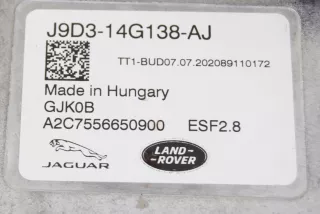 J9D3-14G138-AJ
TT1-BUD07.07.202089110172
Made in Hungary
GJK0B
A2C7556650900 ESF2.8
JAGUAR
LAND-
ROVER